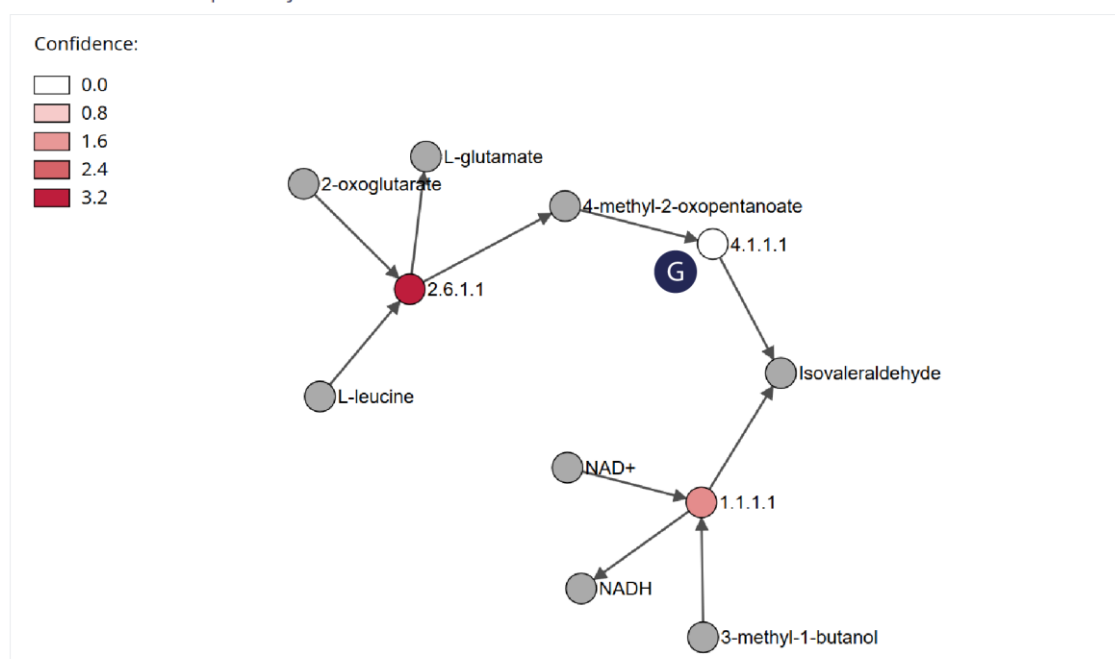 Confidence:
0.0
0.8
1.6
2.4
3.2
L-glutamate
2-oxoglutarate
4-methyl-2-oxopentanoate
4.1.1.1
G
2.6.1.1
Isovaleraldehyde
L-leucine
NAD+
1.1.1.1
NADH
3-methyl-1-butanol